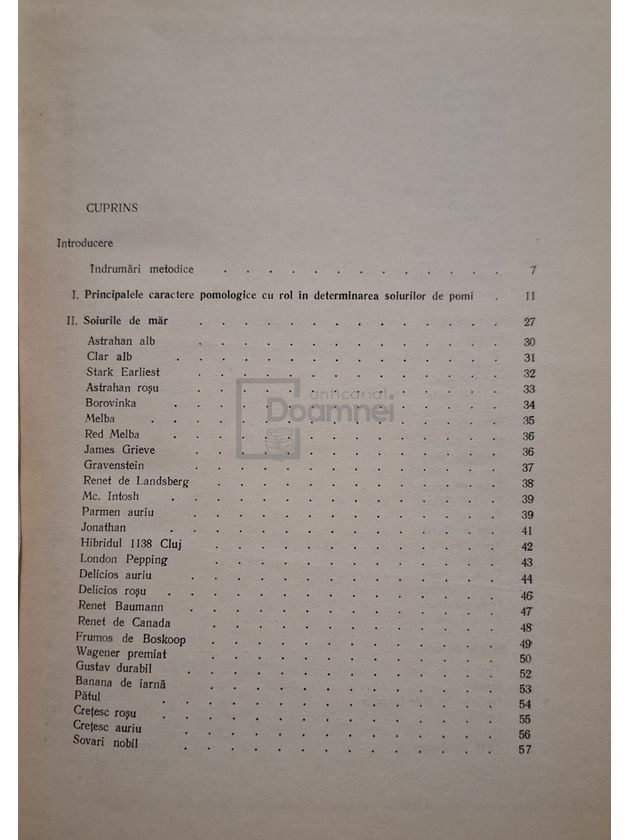 CUPRINS
Introducere
Indrumări metodice . . . . . . . . . . . . . 7
I. Principalele caractere pomologice cu rol în determinarea soiurilor de pomi . 11
II. Soiurile de măr . . . . . . . . . . . . . . 27
Astrahan alb . . . . . . . . . . . . . . 30
Clar alb . . . . . . . . . . . . . . . 31
Stark Earliest . . . . . . . . . . . . . . 32
Astrahan roșu . . . . . . . . . . . . . . 33
Borovinka . . . . . . . . . . . . . . . 34
Melba . . . . . . . . . . . . . . . . 35
Red Melba . . . . . . . . . . . . . . . 36
James Grieve . . . . . . . . . . . . . . 36
Gravenstein . . . . . . . . . . . . . . 37
Renet de Landsberg . . . . . . . . . . . . . 38
Mc. Intosh . . . . . . . . . . . . . . . 39
Parmen auriu . . . . . . . . . . . . . . 39
Jonathan . . . . . . . . . . . . . . . 41
Hibridul 1138 Cluj . . . . . . . . . . . . . 42
London Pepping . . . . . . . . . . . . . 43
Delicios auriu . . . . . . . . . . . . . . 44
Delicios roșu . . . . . . . . . . . . . . . 46
Renet Baumann . . . . . . . . . . . . . . 47
Renet de Canada . . . . . . . . . . . . . 48
Frumos de Boskoop . . . . . . . . . . . . . 49
Wagener premiat . . . . . . . . . . . . . 50
Gustav durabil . . . . . . . . . . . . . . 52
Banana de iarnă . . . . . . . . . . . . . 53
Pătul . . . . . . . . . . . . . . . 54
Crețesc roșu . . . . . . . . . . . . . . . 55
Crețesc auriu . . . . . . . . . . . . . . 56
Sovari nobil . . . . . . . . . . . . . . 57
anticariat
Doamnei